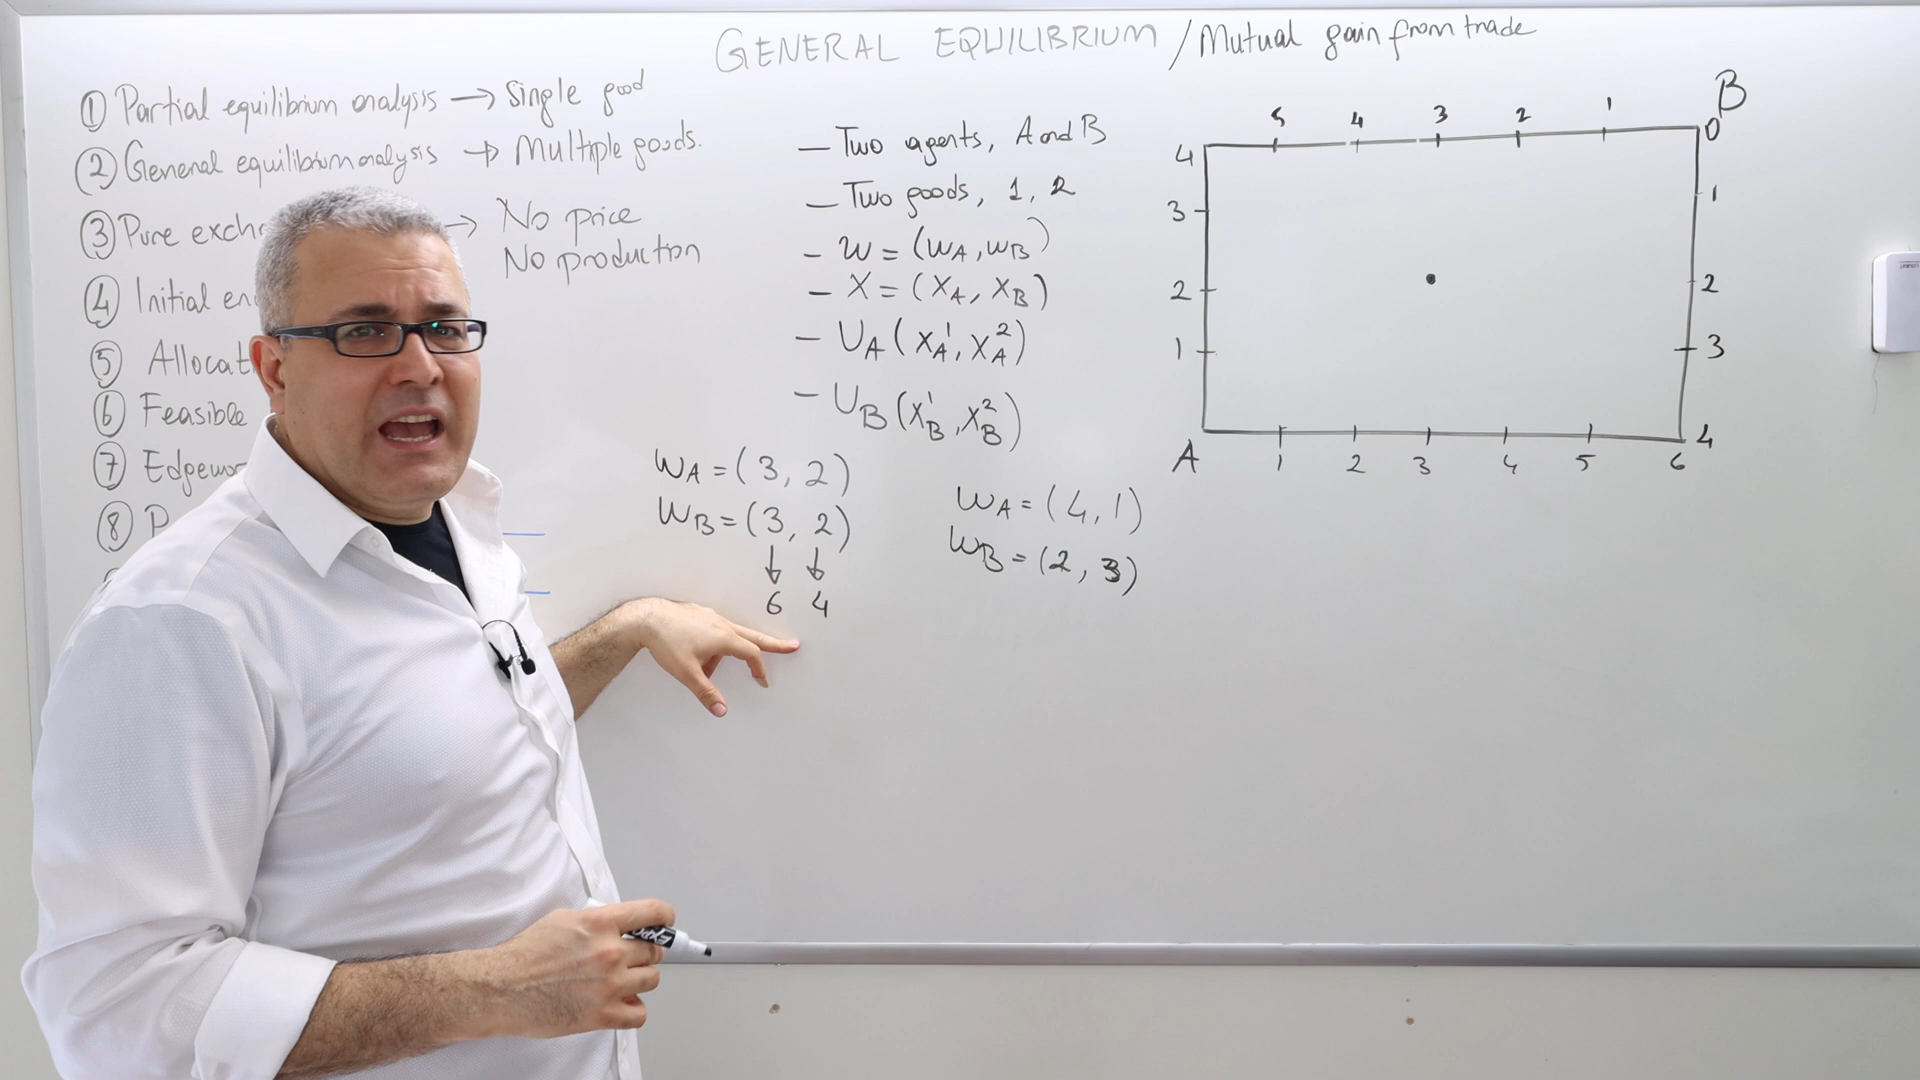 GENERAL EQUILIBRIUM / Mutual gain from trade
① Partial equilibrium analysis → Single good
② General equilibrium analysis → Multiple goods.
③ Pure exch → No price
No production
④ Initial en
⑤ Allocat
⑥ Feasible
⑦ Edgewor
⑧ P
— Two agents, A and B
— Two goods, 1, 2
— w = (wA, wB)
— X = (XA, XB)
— UA (XA¹, XA²)
— UB (XB¹, XB²)
wA = (3, 2)
wB = (3, 2)
↓ ↓
6 4
wA = (4, 1)
wB = (2, 3)
B
5 4 3 2 1 0
4
3 1
2 2
1 3
4
A 1 2 3 4 5 6
EXPO